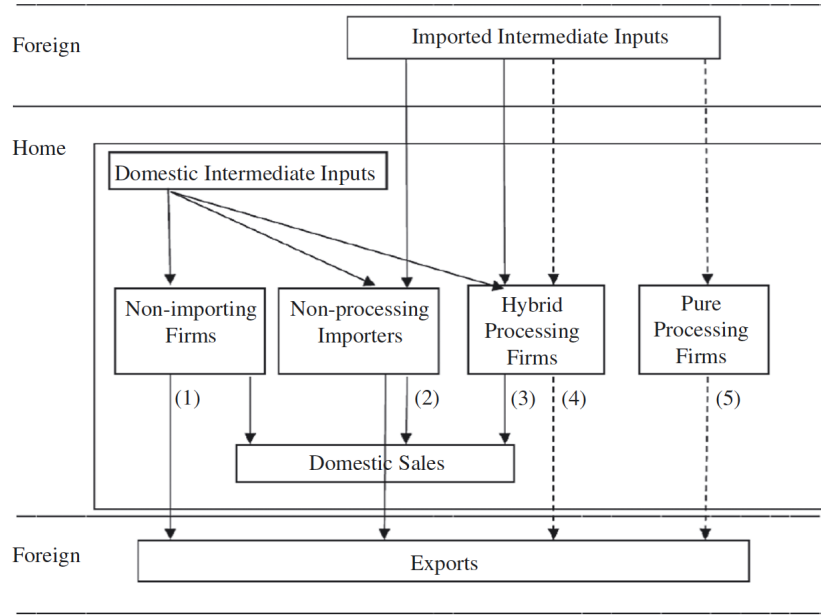 Imported Intermediate Inputs
Foreign
Home
Domestic Intermediate Inputs
Non-importing
Firms
Non-processing
Importers
Hybrid
Processing
Firms
Pure
Processing
Firms
(1)
(2)
(3)
(4)
(5)
Domestic Sales
Foreign
Exports